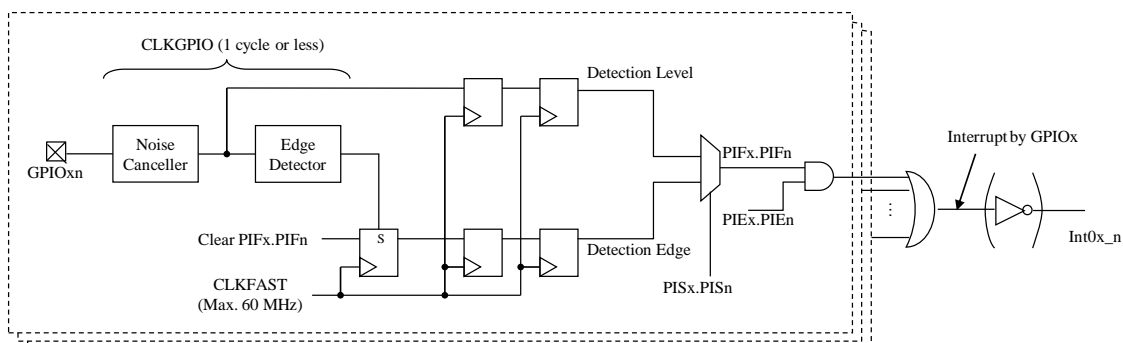 CLKGPIO (1 cycle or less)
Detection Level
Noise
Canceller
Edge
Detector
GPIOxn
PIFx.PIFn
Interrupt by GPIOx
PIEx.PIEn
⋮
Clear PIFx.PIFn
S
Detection Edge
Int0x_n
CLKFAST
(Max. 60 MHz)
PISx.PISn